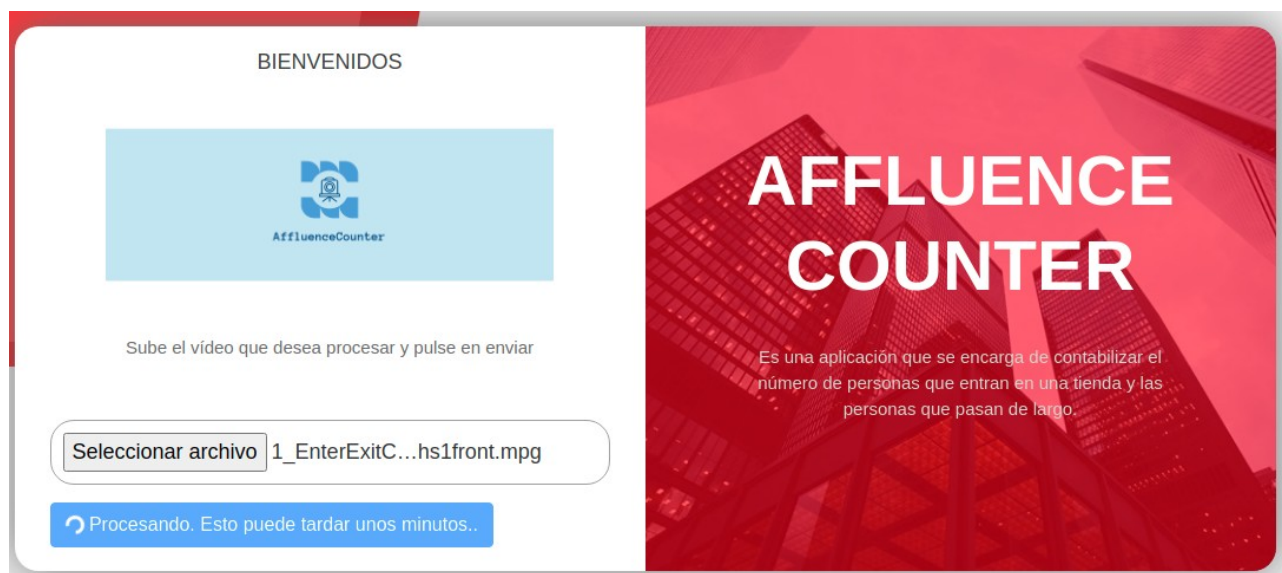 BIENVENIDOS
AffluenceCounter
Sube el vídeo que desea procesar y pulse en enviar
Seleccionar archivo 1_EnterExitC…hs1front.mpg
Procesando. Esto puede tardar unos minutos..
AFFLUENCE
COUNTER
Es una aplicación que se encarga de contabilizar el
número de personas que entran en una tienda y las
personas que pasan de largo.